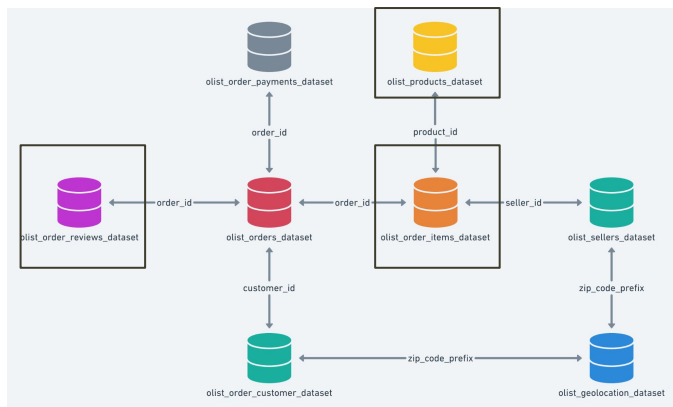 olist_order_payments_dataset
olist_products_dataset
order_id
product_id
order_id
order_id
seller_id
olist_order_reviews_dataset
olist_orders_dataset
olist_order_items_dataset
olist_sellers_dataset
customer_id
zip_code_prefix
zip_code_prefix
olist_order_customer_dataset
olist_geolocation_dataset